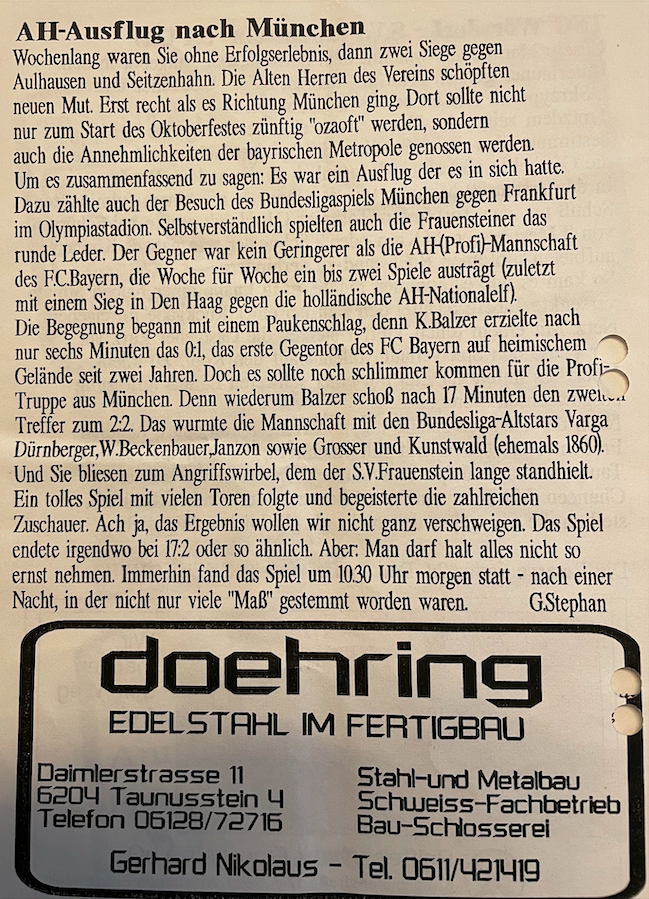 AH-Ausflug nach München
Wochenlang waren Sie ohne Erfolgserlebnis, dann zwei Siege gegen
Aulhausen und Seitzenhahn. Die Alten Herren des Vereins schöpften
neuen Mut. Erst recht als es Richtung München ging. Dort sollte nicht
nur zum Start des Oktoberfestes zünftig "ozaoft" werden, sondern
auch die Annehmlichkeiten der bayrischen Metropole genossen werden.
Um es zusammenfassend zu sagen: Es war ein Ausflug der es in sich hatte.
Dazu zählte auch der Besuch des Bundesligaspiels München gegen Frankfurt
im Olympiastadion. Selbstverständlich spielten auch die Frauensteiner das
runde Leder. Der Gegner war kein Geringerer als die AH-(Profi)-Mannschaft
des F.C.Bayern, die Woche für Woche ein bis zwei Spiele austrägt (zuletzt
mit einem Sieg in Den Haag gegen die holländische AH-Nationalelf).
Die Begegnung begann mit einem Paukenschlag, denn K.Balzer erzielte nach
nur sechs Minuten das 0:1, das erste Gegentor des FC Bayern auf heimischem
Gelände seit zwei Jahren. Doch es sollte noch schlimmer kommen für die Profi-
Truppe aus München. Denn wiederum Balzer schoß nach 17 Minuten den zweiten
Treffer zum 2:2. Das wurmte die Mannschaft mit den Bundesliga-Altstars Varga
Dürnberger,W.Beckenbauer,Janzon sowie Grosser und Kunstwald (ehemals 1860).
Und Sie bliesen zum Angriffswirbel, dem der S.V.Frauenstein lange standhielt.
Ein tolles Spiel mit vielen Toren folgte und begeisterte die zahlreichen
Zuschauer. Ach ja, das Ergebnis wollen wir nicht ganz verschweigen. Das Spiel
endete irgendwo bei 17:2 oder so ähnlich. Aber: Man darf halt alles nicht so
ernst nehmen. Immerhin fand das Spiel um 10.30 Uhr morgen statt - nach einer
Nacht, in der nicht nur viele "Maß" gestemmt worden waren. G.Stephan
doehring
EDELSTAHL IM FERTIGBAU
Daimlerstrasse 11
6204 Taunusstein 4
Telefon 06128/72716
Stahl-und Metalbau
Schweiss-Fachbetrieb
Bau-Schlosserei
Gerhard Nikolaus - Tel. 0611/421419